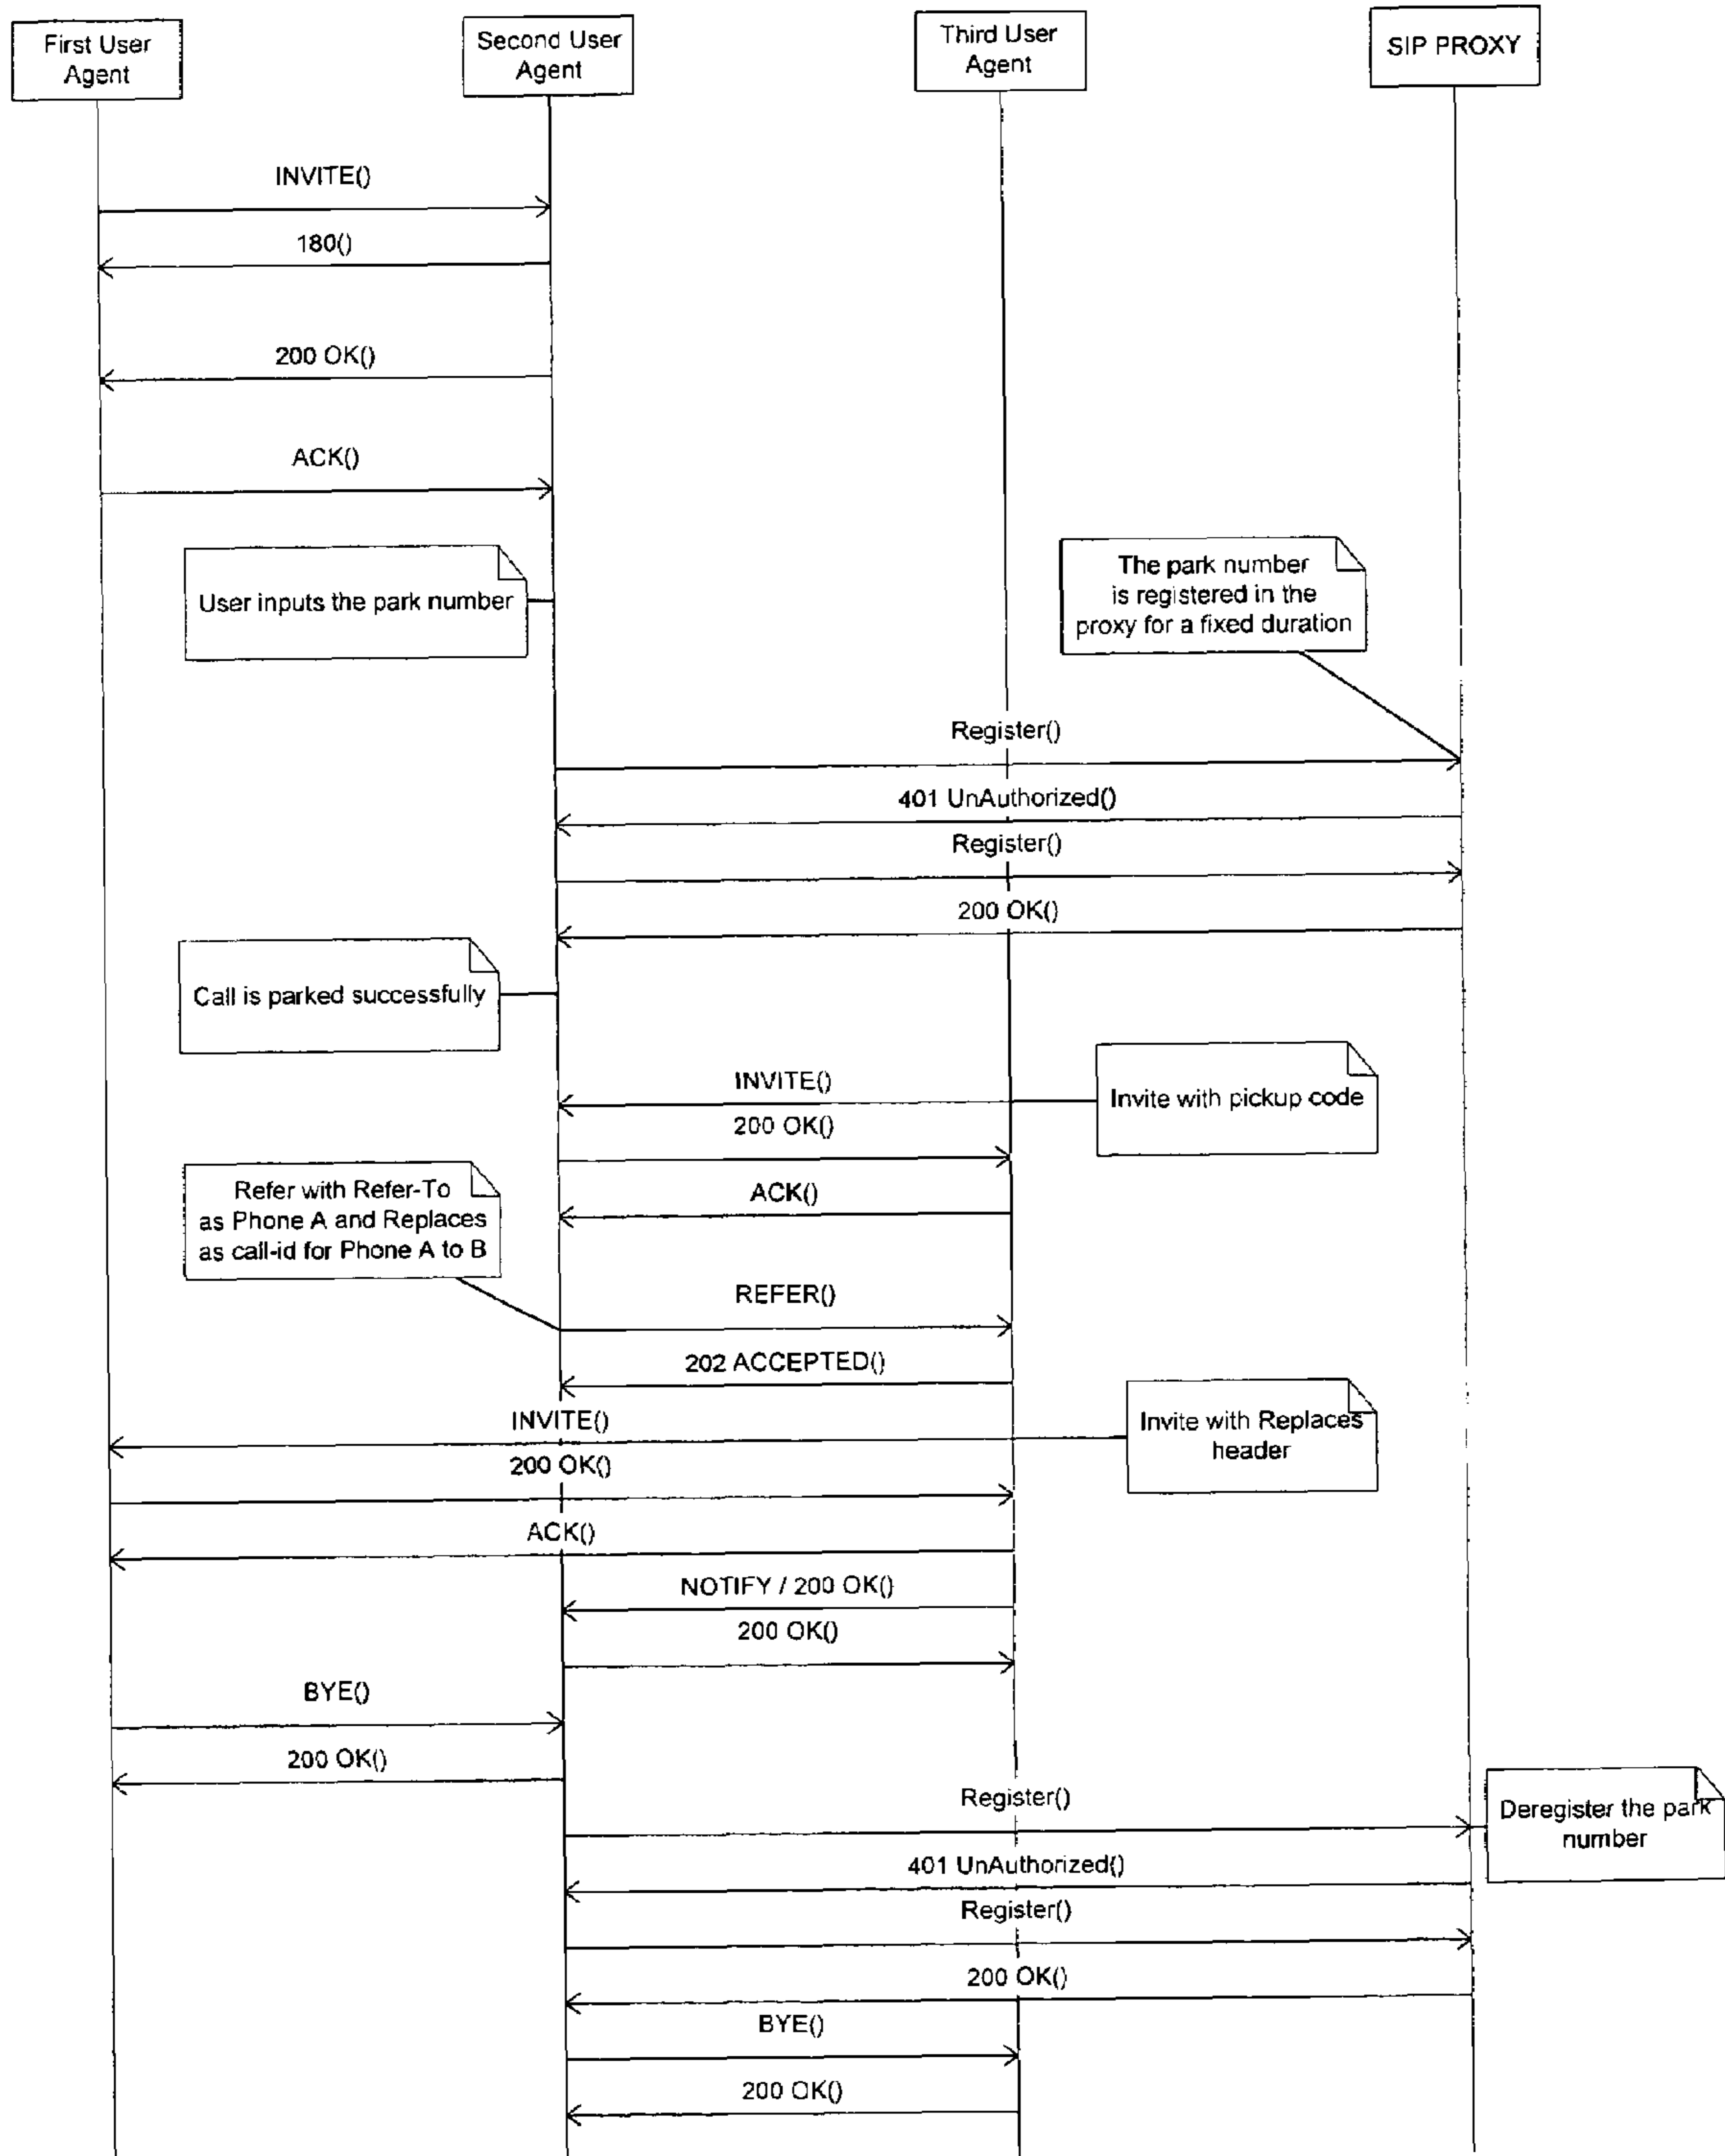 First User
Agent
Second User
Agent
Third User
Agent
SIP PROXY
INVITE()
180()
200 OK()
ACK()
User inputs the park number
The park number
is registered in the
proxy for a fixed duration
Register()
401 UnAuthorized()
Register()
200 OK()
Call is parked successfully
INVITE()
Invite with pickup code
200 OK()
Refer with Refer-To
as Phone A and Replaces
as call-id for Phone A to B
ACK()
REFER()
202 ACCEPTED()
INVITE()
Invite with Replaces
header
200 OK()
ACK()
NOTIFY / 200 OK()
200 OK()
BYE()
200 OK()
Register()
Deregister the park
number
401 UnAuthorized()
Register()
200 OK()
BYE()
200 OK()